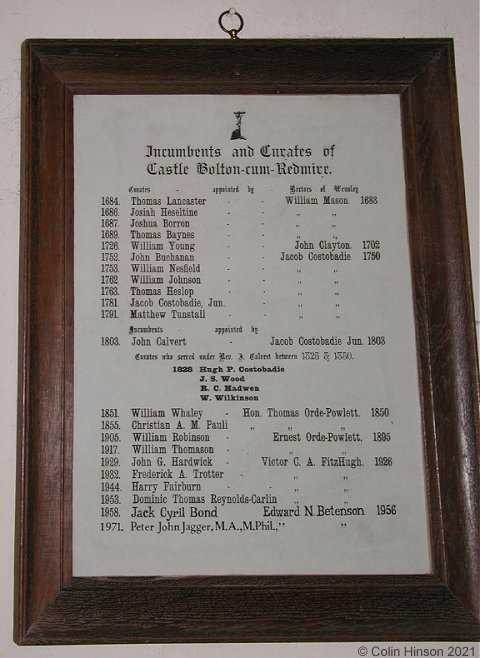 Incumbents and Curates of
Castle Bolton-cum-Redmire.
Curates - appointed by - Rectors of Wensley
1684. Thomas Lancaster - - William Mason. 1683
1686. Josiah Heseltine - - " "
1687. Joshua Borron - - " "
1689. Thomas Baynes - - " "
1726. William Young - - John Clayton. 1702
1752. John Buchanan - - Jacob Costobadie. 1750
1753. William Nesfield - - " "
1762. William Johnson - - " "
1763. Thomas Heslop - - " "
1781. Jacob Costobadie, Jun. - - " "
1791. Matthew Tunstall - - " "
Incumbents - appointed by
1803. John Calvert - Jacob Costobadie Jun. 1803
Curates who served under Rev. J. Calvert between 1325 & 1350.
1828 Hugh P. Costobadie
J. S. Wood
R. C. Hadwen
W. Wilkinson
1851. William Whaley - Hon. Thomas Orde-Powlett. 1850
1855. Christian A. M. Pauli " " "
1905. William Robinson - Ernest Orde-Powlett. 1895
1917. William Thomason - " "
1929. John G. Hardwick - Victor C. A. FitzHugh. 1926
1932. Frederick A. Trotter - " "
1944. Harry Fairburn - - " "
1953. Dominic Thomas Reynolds-Carlin " "
1958. Jack Cyril Bond Edward N. Betenson 1956
1971. Peter John Jagger, M.A., M.Phil., " "
© Colin Hinson 2021